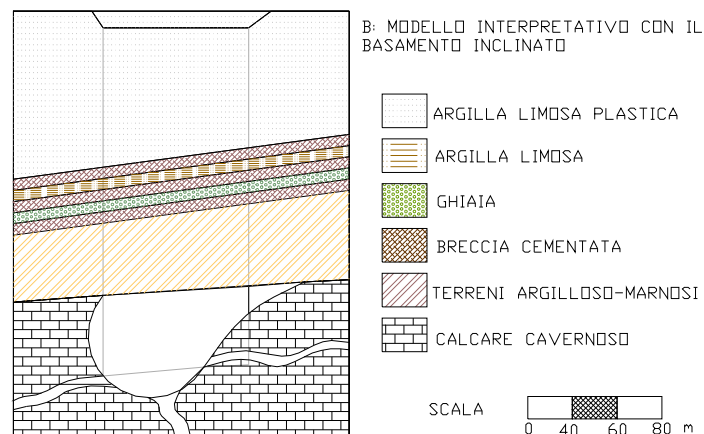 B: MODELLO INTERPRETATIVO CON IL
BASAMENTO INCLINATO
ARGILLA LIMOSA PLASTICA
ARGILLA LIMOSA
GHIAIA
BRECCIA CEMENTATA
TERRENI ARGILLOSO-MARNOSI
CALCARE CAVERNOSO
SCALA
0 40 60 80 m